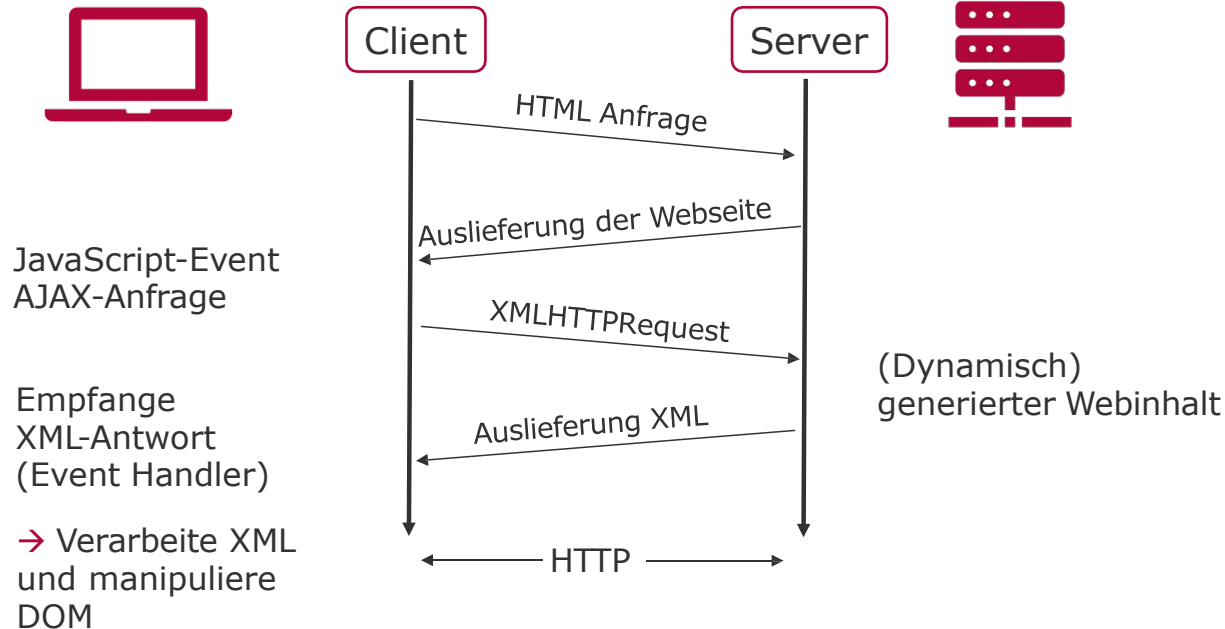 Client
Server
HTML Anfrage
Auslieferung der Webseite
JavaScript-Event
AJAX-Anfrage
XMLHTTPRequest
(Dynamisch)
generierter Webinhalt
Empfange
XML-Antwort
(Event Handler)
Auslieferung XML
→ Verarbeite XML
und manipuliere
DOM
HTTP